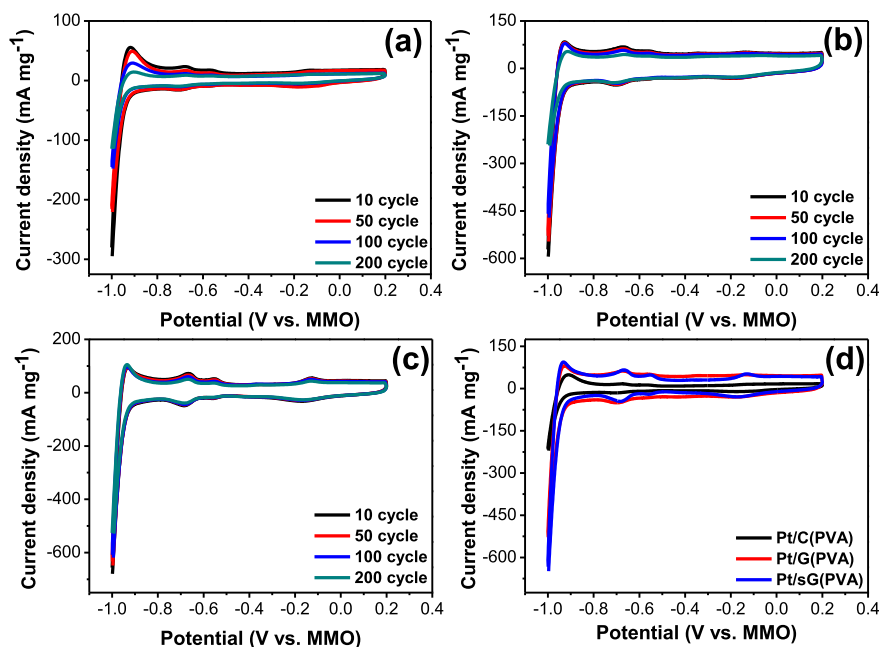 (a)
100
0
-100
-200
-300
Current density (mA mg-1)
10 cycle
50 cycle
100 cycle
200 cycle
-1.0 -0.8 -0.6 -0.4 -0.2 0.0 0.2 0.4
Potential (V vs. MMO)
(b)
150
0
-150
-300
-450
-600
Current density (mA mg-1)
10 cycle
50 cycle
100 cycle
200 cycle
-1.0 -0.8 -0.6 -0.4 -0.2 0.0 0.2 0.4
Potential (V vs. MMO)
(c)
200
0
-200
-400
-600
Current density (mA mg-1)
10 cycle
50 cycle
100 cycle
200 cycle
-1.0 -0.8 -0.6 -0.4 -0.2 0.0 0.2 0.4
Potential (V vs. MMO)
(d)
150
0
-150
-300
-450
-600
Current density (mA mg-1)
Pt/C(PVA)
Pt/G(PVA)
Pt/sG(PVA)
-1.0 -0.8 -0.6 -0.4 -0.2 0.0 0.2 0.4
Potential (V vs. MMO)